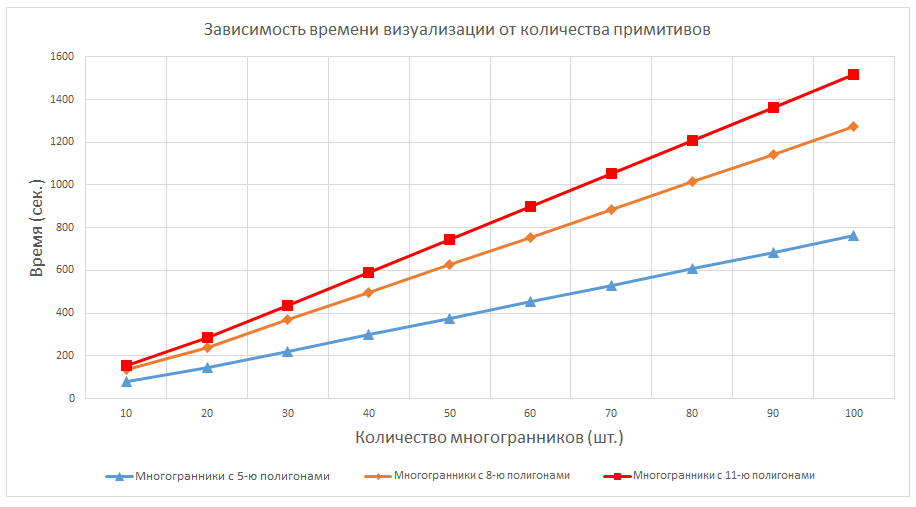 Зависимость времени визуализации от количества примитивов
1600
1400
1200
1000
800
600
400
200
0
Время (сек.)
10 20 30 40 50 60 70 80 90 100
Количество многогранников (шт.)
Многогранники с 5-ю полигонами Многогранники с 8-ю полигонами Многогранники с 11-ю полигонами